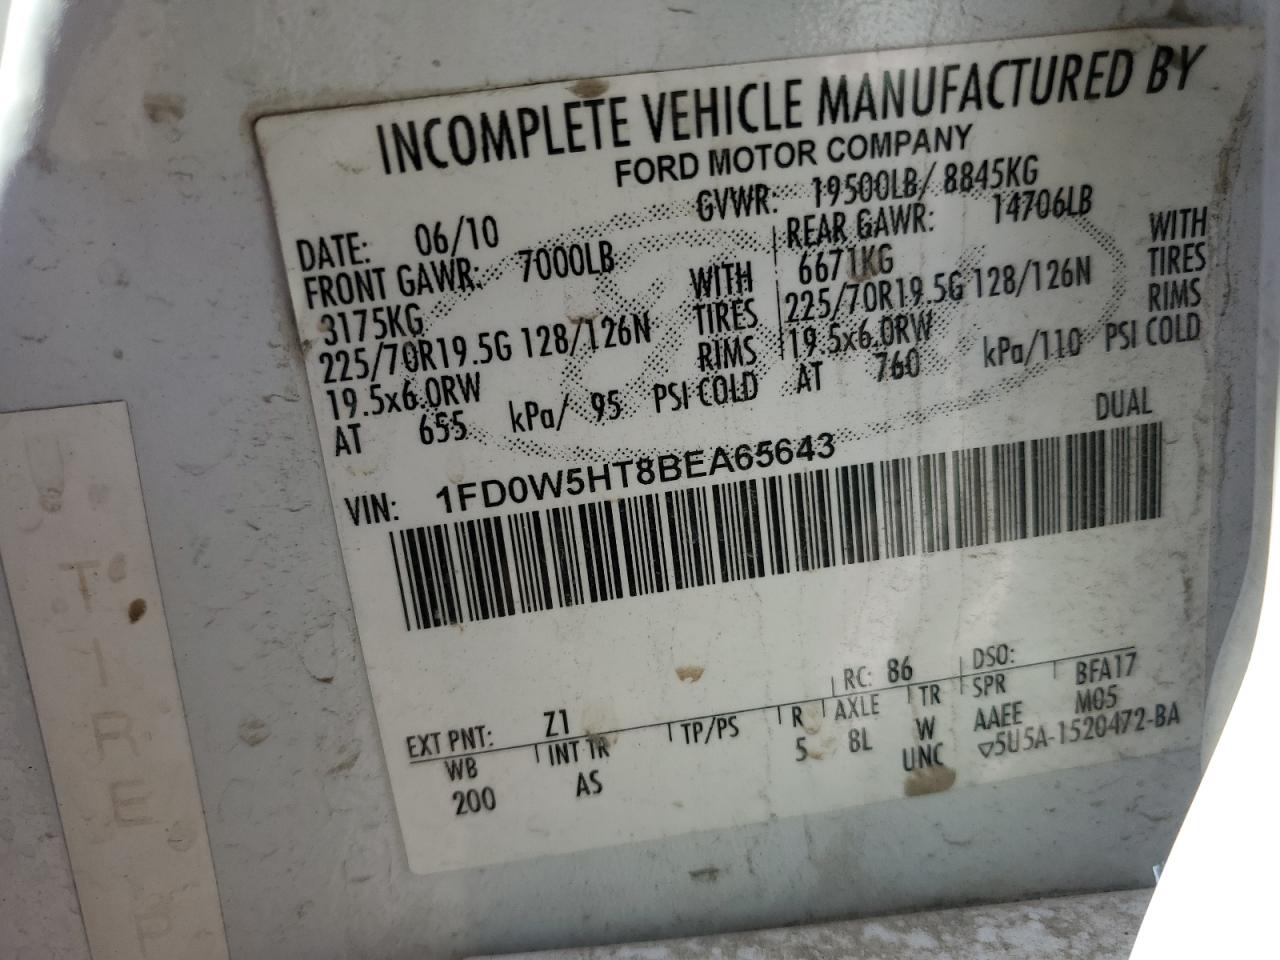 INCOMPLETE VEHICLE MANUFACTURED BY
FORD MOTOR COMPANY
DATE: 06/10 GVWR: 19500LB/ 8845KG
FRONT GAWR: 7000LB REAR GAWR: 14706LB
3175KG WITH 6671KG WITH
225/70R19.5G 128/126N TIRES 225/70R19.5G 128/126N TIRES
19.5x6.0RW RIMS 19.5x6.0RW RIMS
AT 655 kPa/ 95 PSI COLD AT 760 kPa/110 PSI COLD
DUAL
VIN: 1FD0W5HT8BEA65643
EXT PNT: Z1 RC: 86 DSO:
WB INT TR TP/PS R AXLE TR SPR BFA17
200 AS 5 8L W AAEE M05
UNC ▽5U5A-1520472-BA
TIRE P